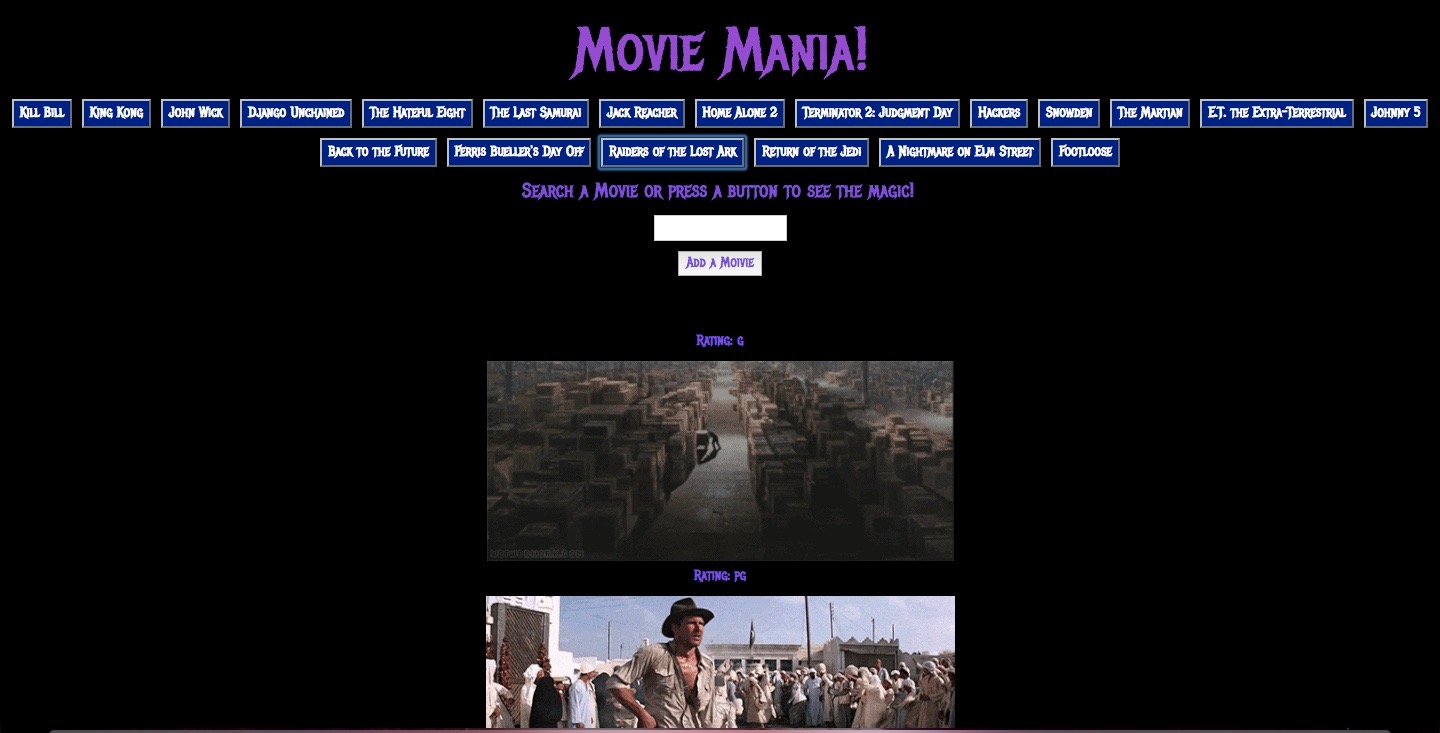 Movie Mania!
Kill Bill King Kong John Wick Django Unchained The Hateful Eight The Last Samurai Jack Reacher Home Alone 2 Terminator 2: Judgment Day Hackers Snowden The Martian E.T. the Extra-Terrestrial Johnny 5
Back to the Future Ferris Bueller's Day Off Raiders of the Lost Ark Return of the Jedi A Nightmare on Elm Street Footloose
Search a Movie or press a button to see the magic!
Add a Moivie
Rating: g
Rating: pg